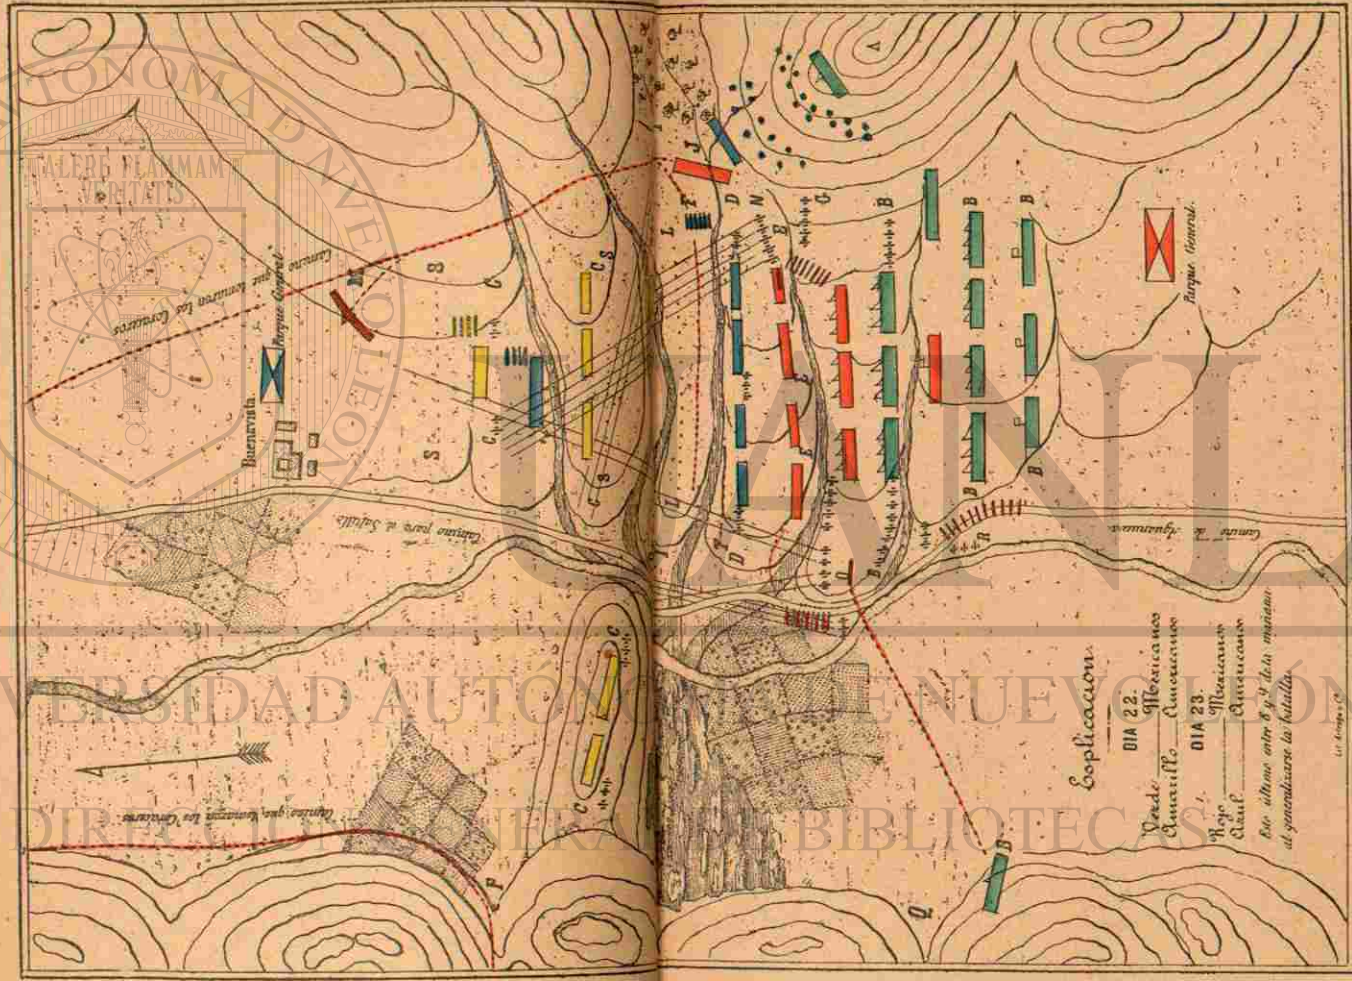 Esplicacion.
DIA 22.
Verde Mexicanos
Amarillo Americanos
DIA 23.
Rojo Mexicanos
Azul Americanos
Este último entre 8 y 9 de la mañana
al generalizarse la batalla.
Camino que tomaron los Coraceros
Parque General
Buenavista
Camino para el Saltillo
Camino que tomaron los Coraceros
Parque General.
Camino de Aguanueva
A
J
D
N
E
G
B
B
B
L
F
M
S
C
C
S
S
C
C
S
I
D
B
B
B
R
O
C
C
F
Q
B
P
P
P
UANL
UNIVERSIDAD AUTÓNOMA DE NUEVO LEÓN
DIRECCIÓN GENERAL DE BIBLIOTECAS
ALERE FLAMMAM
VERITATIS